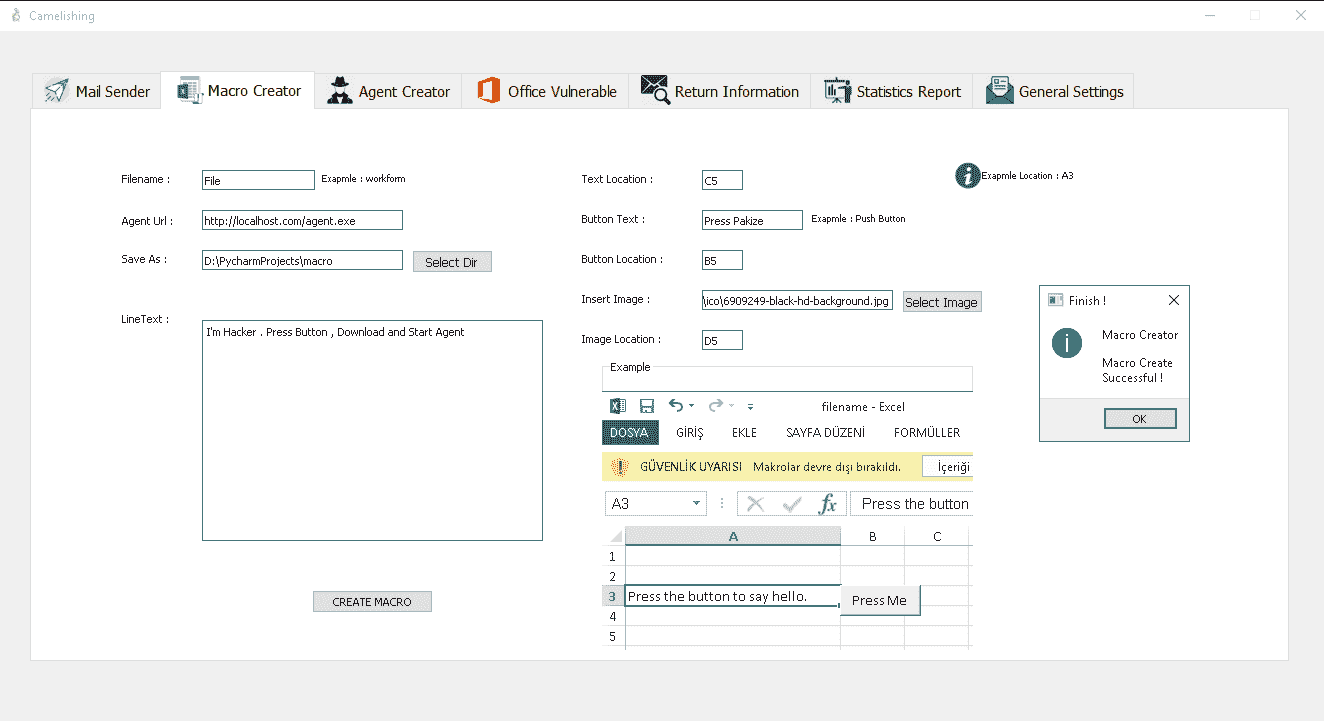 Camelishing
Mail Sender
Macro Creator
Agent Creator
Office Vulnerable
Return Information
Statistics Report
General Settings
Filename :
File
Exapmle : workform
Agent Url :
http://localhost.com/agent.exe
Save As :
D:\PycharmProjects\macro
Select Dir
LineText :
I'm Hacker . Press Button , Download and Start Agent
CREATE MACRO
Text Location :
C5
Button Text :
Press Pakize
Exapmle : Push Button
Button Location :
B5
Insert Image :
\ico\6909249-black-hd-background.jpg
Select Image
Image Location :
D5
Exapmle Location : A3
Example
filename - Excel
DOSYA
GİRİŞ
EKLE
SAYFA DÜZENİ
FORMÜLLER
GÜVENLİK UYARISI
Makrolar devre dışı bırakıldı.
İçeriği
A3
fx
Press the button
A
B
C
1
2
3
Press the button to say hello.
Press Me
4
5
Finish !
Macro Creator
Macro Create
Successful !
OK